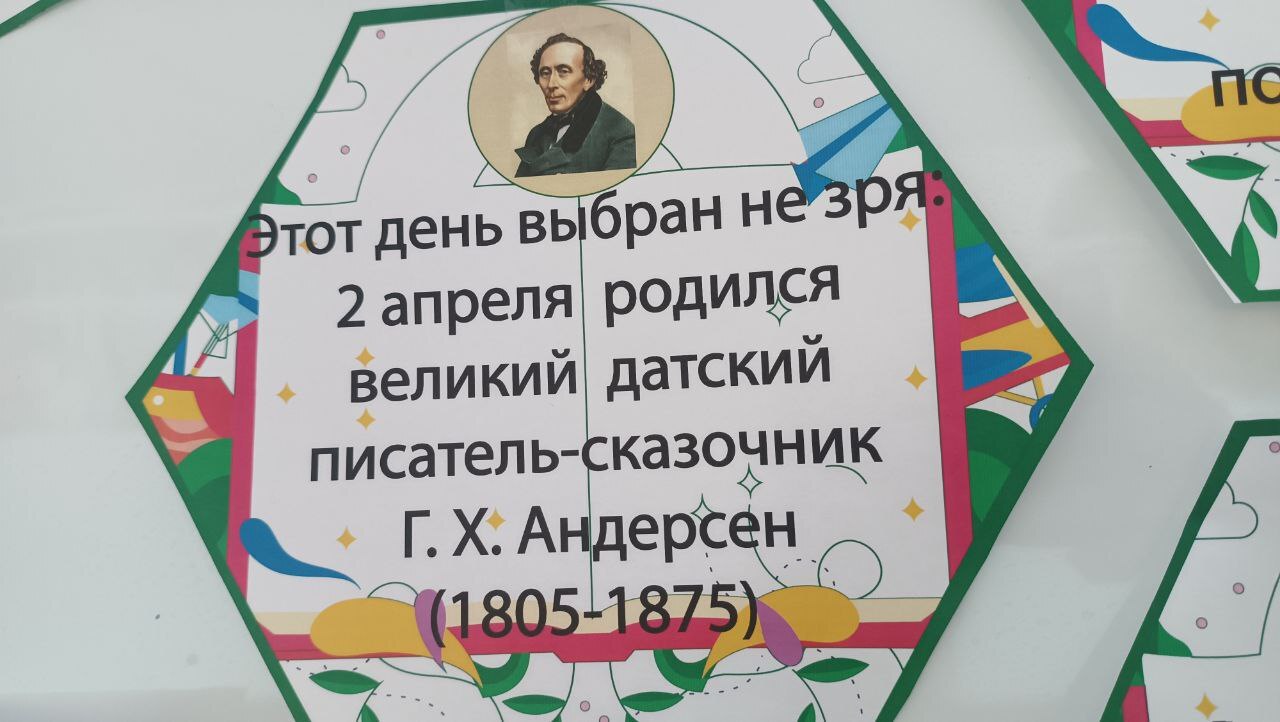 Этот день выбран не зря:
2 апреля родился
великий датский
писатель-сказочник
Г. Х. Андерсен
(1805-1875)